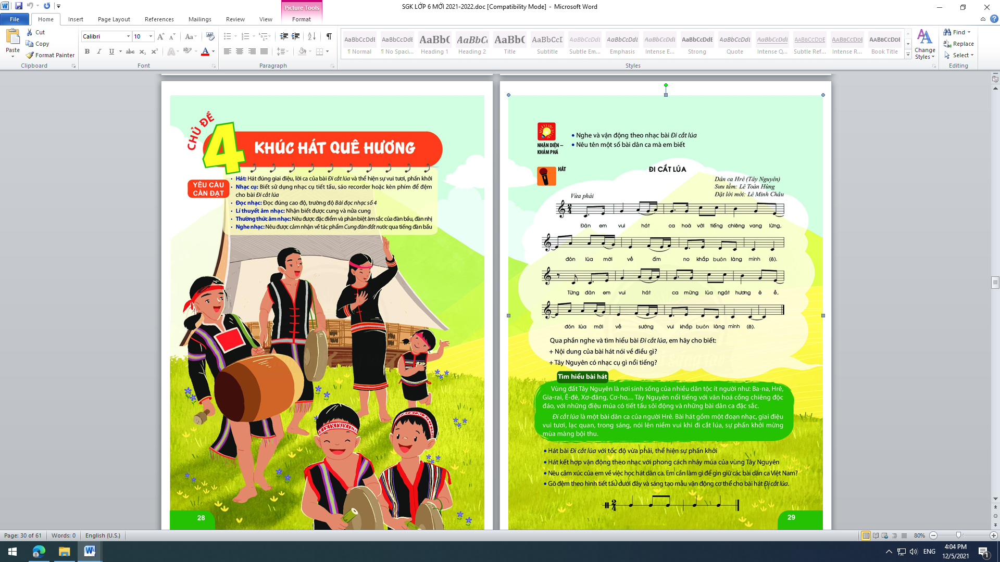 SGK LỚP 6 MỚI 2021-2022.doc [Compatibility Mode] - Microsoft Word
Picture Tools
File Home Insert Page Layout References Mailings Review View Format
Paste
Cut
Copy
Format Painter
Clipboard
Calibri 10
Font
Paragraph
AaBbCcDdE AaBbCcDdE AaBbC AaBbCc AaBbC AaBbCcI AaBbCcDdE AaBbCcDdE AaBbCcDdE AaBbCcDdE AaBbCcDdE AaBbCcDdE AaBbCcDdE AaBbCcDdE AaBbCcDdE
¶ Normal ¶ No Spaci... Heading 1 Heading 2 Title Subtitle Subtle Em... Emphasis Intense E... Strong Quote Intense Q... Subtle Ref... Intense R... Book Title
Styles
Change Styles
Find
Replace
Select
Editing
CHỦ ĐỀ
4
KHÚC HÁT QUÊ HƯƠNG
YÊU CẦU
CẦN ĐẠT
• Hát: Hát đúng giai điệu, lời ca của bài Đi cắt lúa và thể hiện sự vui tươi, phấn khởi
• Nhạc cụ: Biết sử dụng nhạc cụ tiết tấu, sáo recorder hoặc kèn phím để đệm
cho bài Đi cắt lúa
• Đọc nhạc: Đọc đúng cao độ, trường độ Bài đọc nhạc số 4
• Lí thuyết âm nhạc: Nhận biết được cung và nửa cung
• Thường thức âm nhạc: Nêu được đặc điểm và phân biệt âm sắc của đàn bầu, đàn nhị
• Nghe nhạc: Nêu được cảm nhận về tác phẩm Cung đàn đất nước qua tiếng đàn bầu
28
NHẬN DIỆN –
KHÁM PHÁ
• Nghe và vận động theo nhạc bài Đi cắt lúa
• Nêu tên một số bài dân ca mà em biết
HÁT
ĐI CẮT LÚA
Dân ca Hrê (Tây Nguyên)
Sưu tầm: Lê Toàn Hùng
Đặt lời mới: Lê Minh Châu
Vừa phải
Đàn em vui hát ca hoà với tiếng chiêng vang lừng,
đón lúa mới về ấm no khắp buôn làng mình (ê).
Từng đàn em vui hát ca mừng lúa ngát hương ê ê,
đón lúa mới về sướng vui khắp buôn làng mình (ê).
Qua phần nghe và tìm hiểu bài Đi cắt lúa, em hãy cho biết:
+ Nội dung của bài hát nói về điều gì?
+ Tây Nguyên có nhạc cụ gì nổi tiếng?
Tìm hiểu bài hát
Vùng đất Tây Nguyên là nơi sinh sống của nhiều dân tộc ít người như: Ba-na, Hrê,
Gia-rai, Ê-đê, Xơ-đăng, Cơ-ho,... Tây Nguyên nổi tiếng với văn hoá cồng chiêng độc
đáo, với những điệu múa có tiết tấu sôi động và những bài dân ca đặc sắc.
Đi cắt lúa là một bài dân ca của người Hrê. Bài hát gồm một đoạn nhạc, giai điệu
vui tươi, lạc quan, trong sáng, nói lên niềm vui khi đi cắt lúa, sự phấn khởi mừng
mùa màng bội thu.
• Hát bài Đi cắt lúa với tốc độ vừa phải, thể hiện sự phấn khởi
• Hát kết hợp vận động theo nhạc với phong cách nhảy múa của vùng Tây Nguyên
• Nêu cảm xúc của em về việc học hát dân ca. Em cần làm gì để gìn giữ các bài dân ca Việt Nam?
• Gõ đệm theo hình tiết tấu dưới đây và sáng tạo mẫu vận động cơ thể cho bài hát Đi cắt lúa.
29
Page: 30 of 61 Words: 0 English (U.S.) 80%
ENG
4:04 PM
12/5/2021